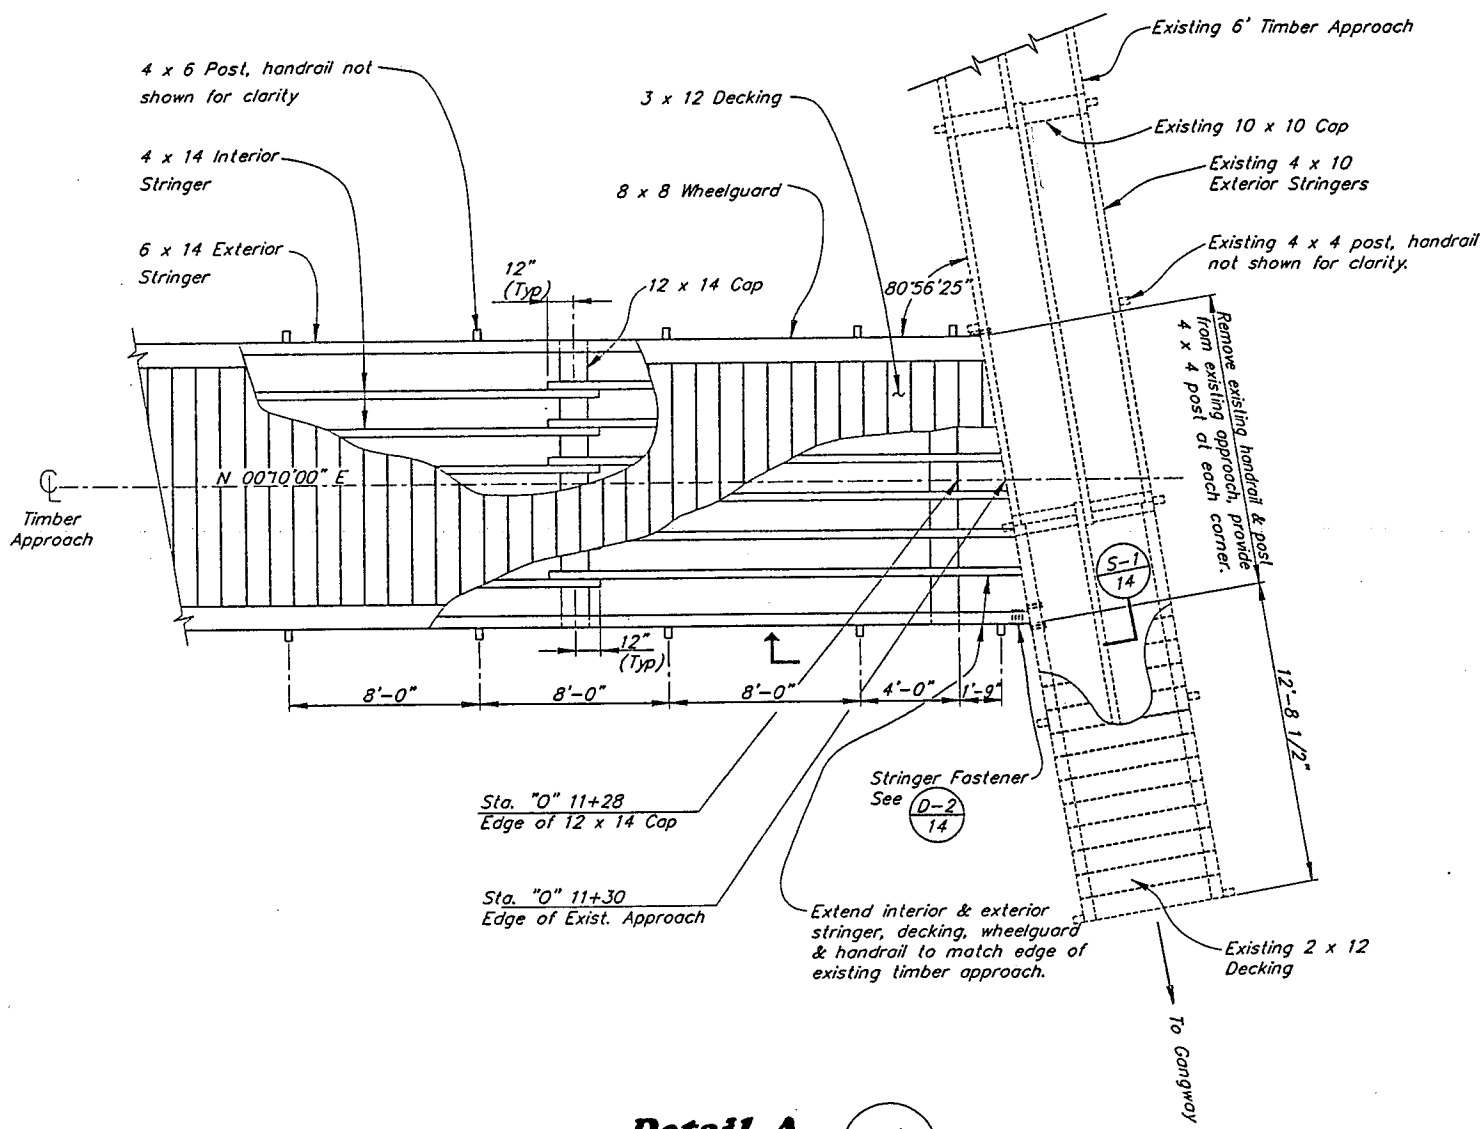 Existing 6' Timber Approach
4 x 6 Post, handrail not
shown for clarity
3 x 12 Decking
Existing 10 x 10 Cap
4 x 14 Interior
Stringer
8 x 8 Wheelguard
Existing 4 x 10
Exterior Stringers
6 x 14 Exterior
Stringer
12"
(Typ)
12 x 14 Cap
80°56'25"
Existing 4 x 4 post, handrail
not shown for clarity.
Remove existing handrail & post
from existing approach, provide
4 x 4 post at each corner.
N 00°10'00" E
℄
Timber
Approach
S-1
14
12"
(Typ)
8'-0"
8'-0"
8'-0"
4'-0"
1'-9"
12'-8 1/2"
Stringer Fastener
See
D-2
14
Sta. "O" 11+28
Edge of 12 x 14 Cap
Sta. "O" 11+30
Edge of Exist. Approach
Extend interior & exterior
stringer, decking, wheelguard
& handrail to match edge of
existing timber approach.
Existing 2 x 12
Decking
To Gangway
Detail A